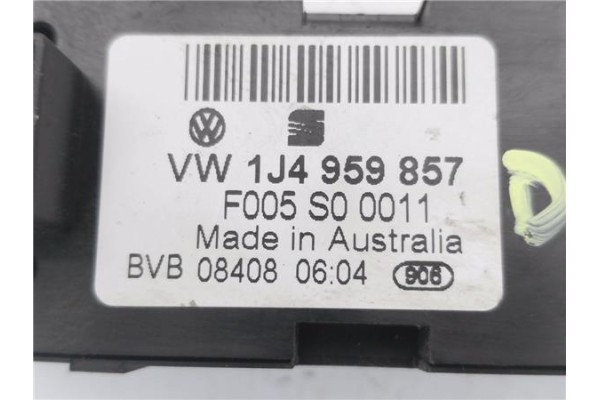 VW 1J4 959 857
F005 S0 0011
Made in Australia
BVB 08408 06:04 906